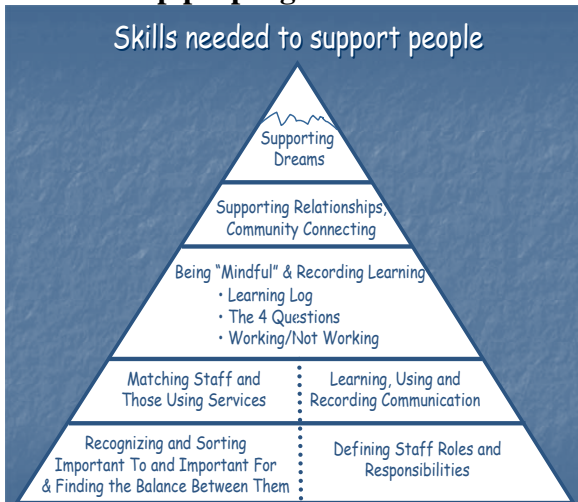 Skills needed to support people
Supporting
Dreams
Supporting Relationships,
Community Connecting
Being “Mindful” & Recording Learning
• Learning Log
• The 4 Questions
• Working/Not Working
Matching Staff and
Those Using Services
Learning, Using and
Recording Communication
Recognizing and Sorting
Important To and Important For
& Finding the Balance Between Them
Defining Staff Roles and
Responsibilities